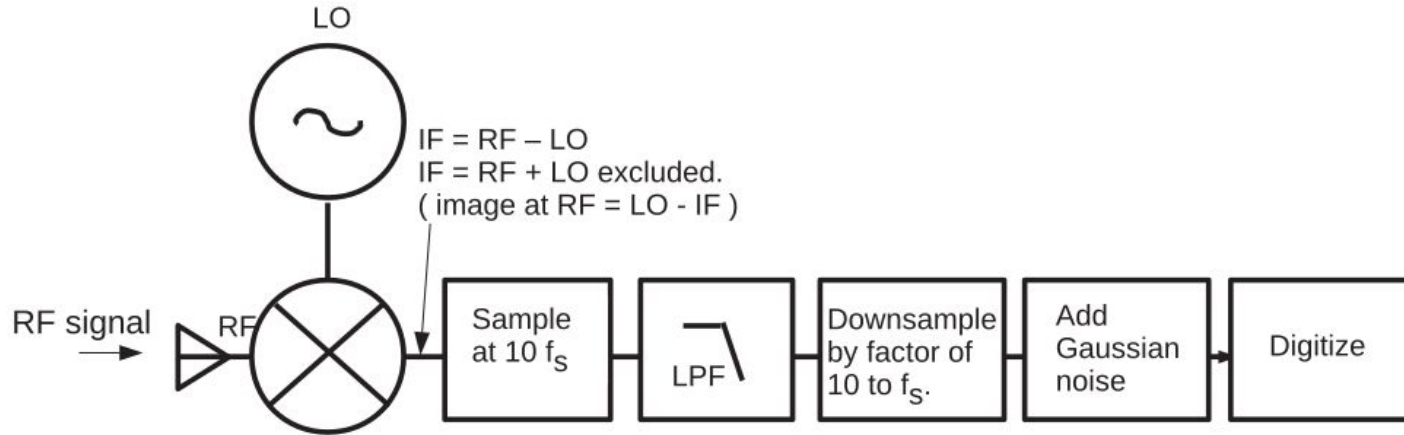 LO
IF = RF – LO
IF = RF + LO excluded.
( image at RF = LO - IF )
RF signal
RF
Sample
at 10 fs
LPF
Downsample
by factor of
10 to fs.
Add
Gaussian
noise
Digitize